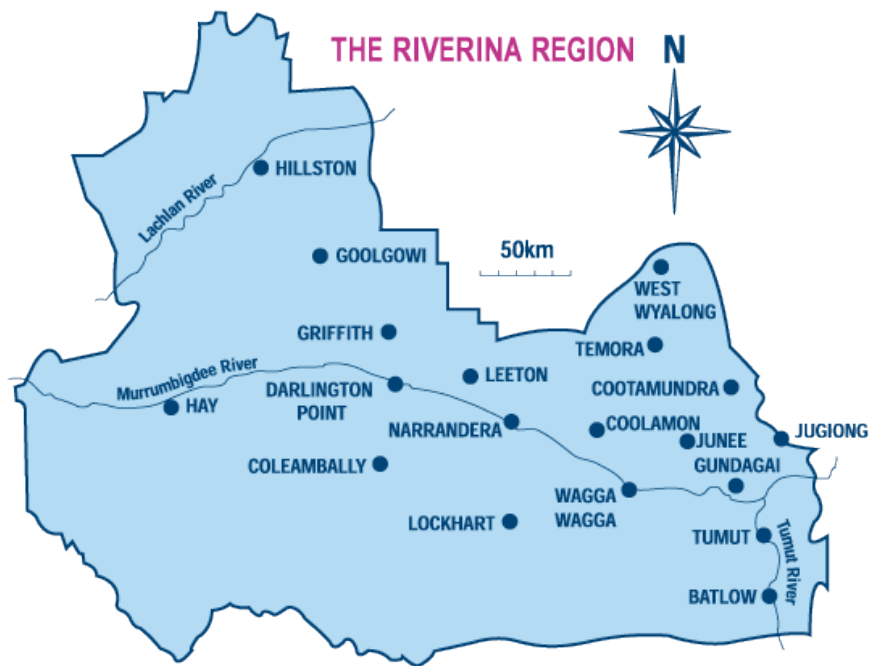 THE RIVERINA REGION
N
HILLSTON
Lachlan River
50km
GOOLGOWI
WEST
WYALONG
GRIFFITH
TEMORA
Murrumbigdee River
LEETON
DARLINGTON
POINT
COOTAMUNDRA
HAY
NARRANDERA
COOLAMON
JUNEE
JUGIONG
COLEAMBALLY
GUNDAGAI
WAGGA
WAGGA
LOCKHART
TUMUT
Tumut River
BATLOW